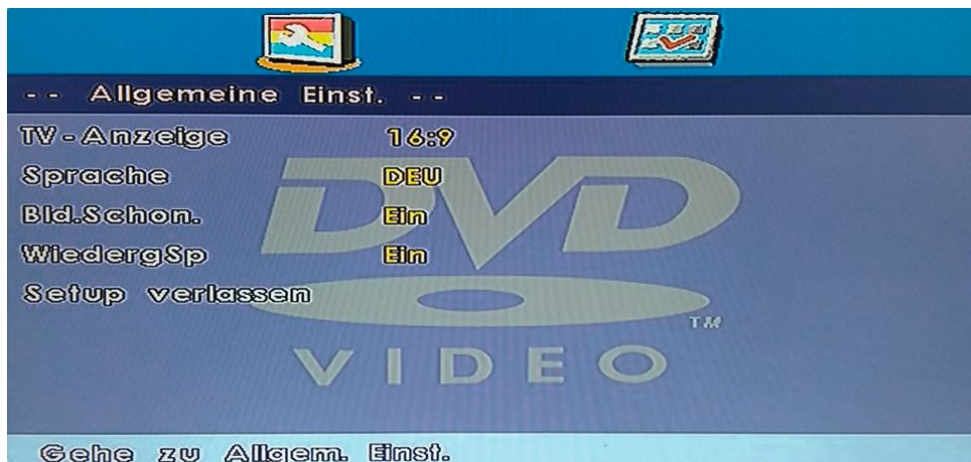 -- Allgemeine Einst. --
TV-Anzeige 16:9
Sprache DEU
Bld.Schon. Ein
WiedergSp Ein
Setup verlassen
DVD
TM
VIDEO
Gehe zu Allgem. Einst.